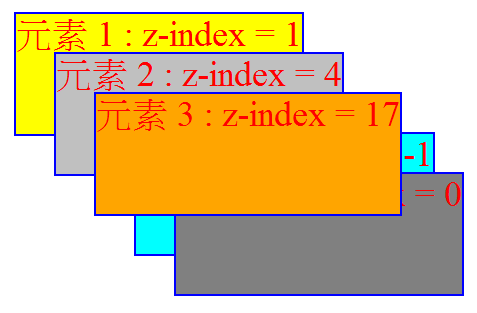 元素 1 : z-index = 1
元素 2 : z-index = 4
元素 3 : z-index = 17
-1
= 0